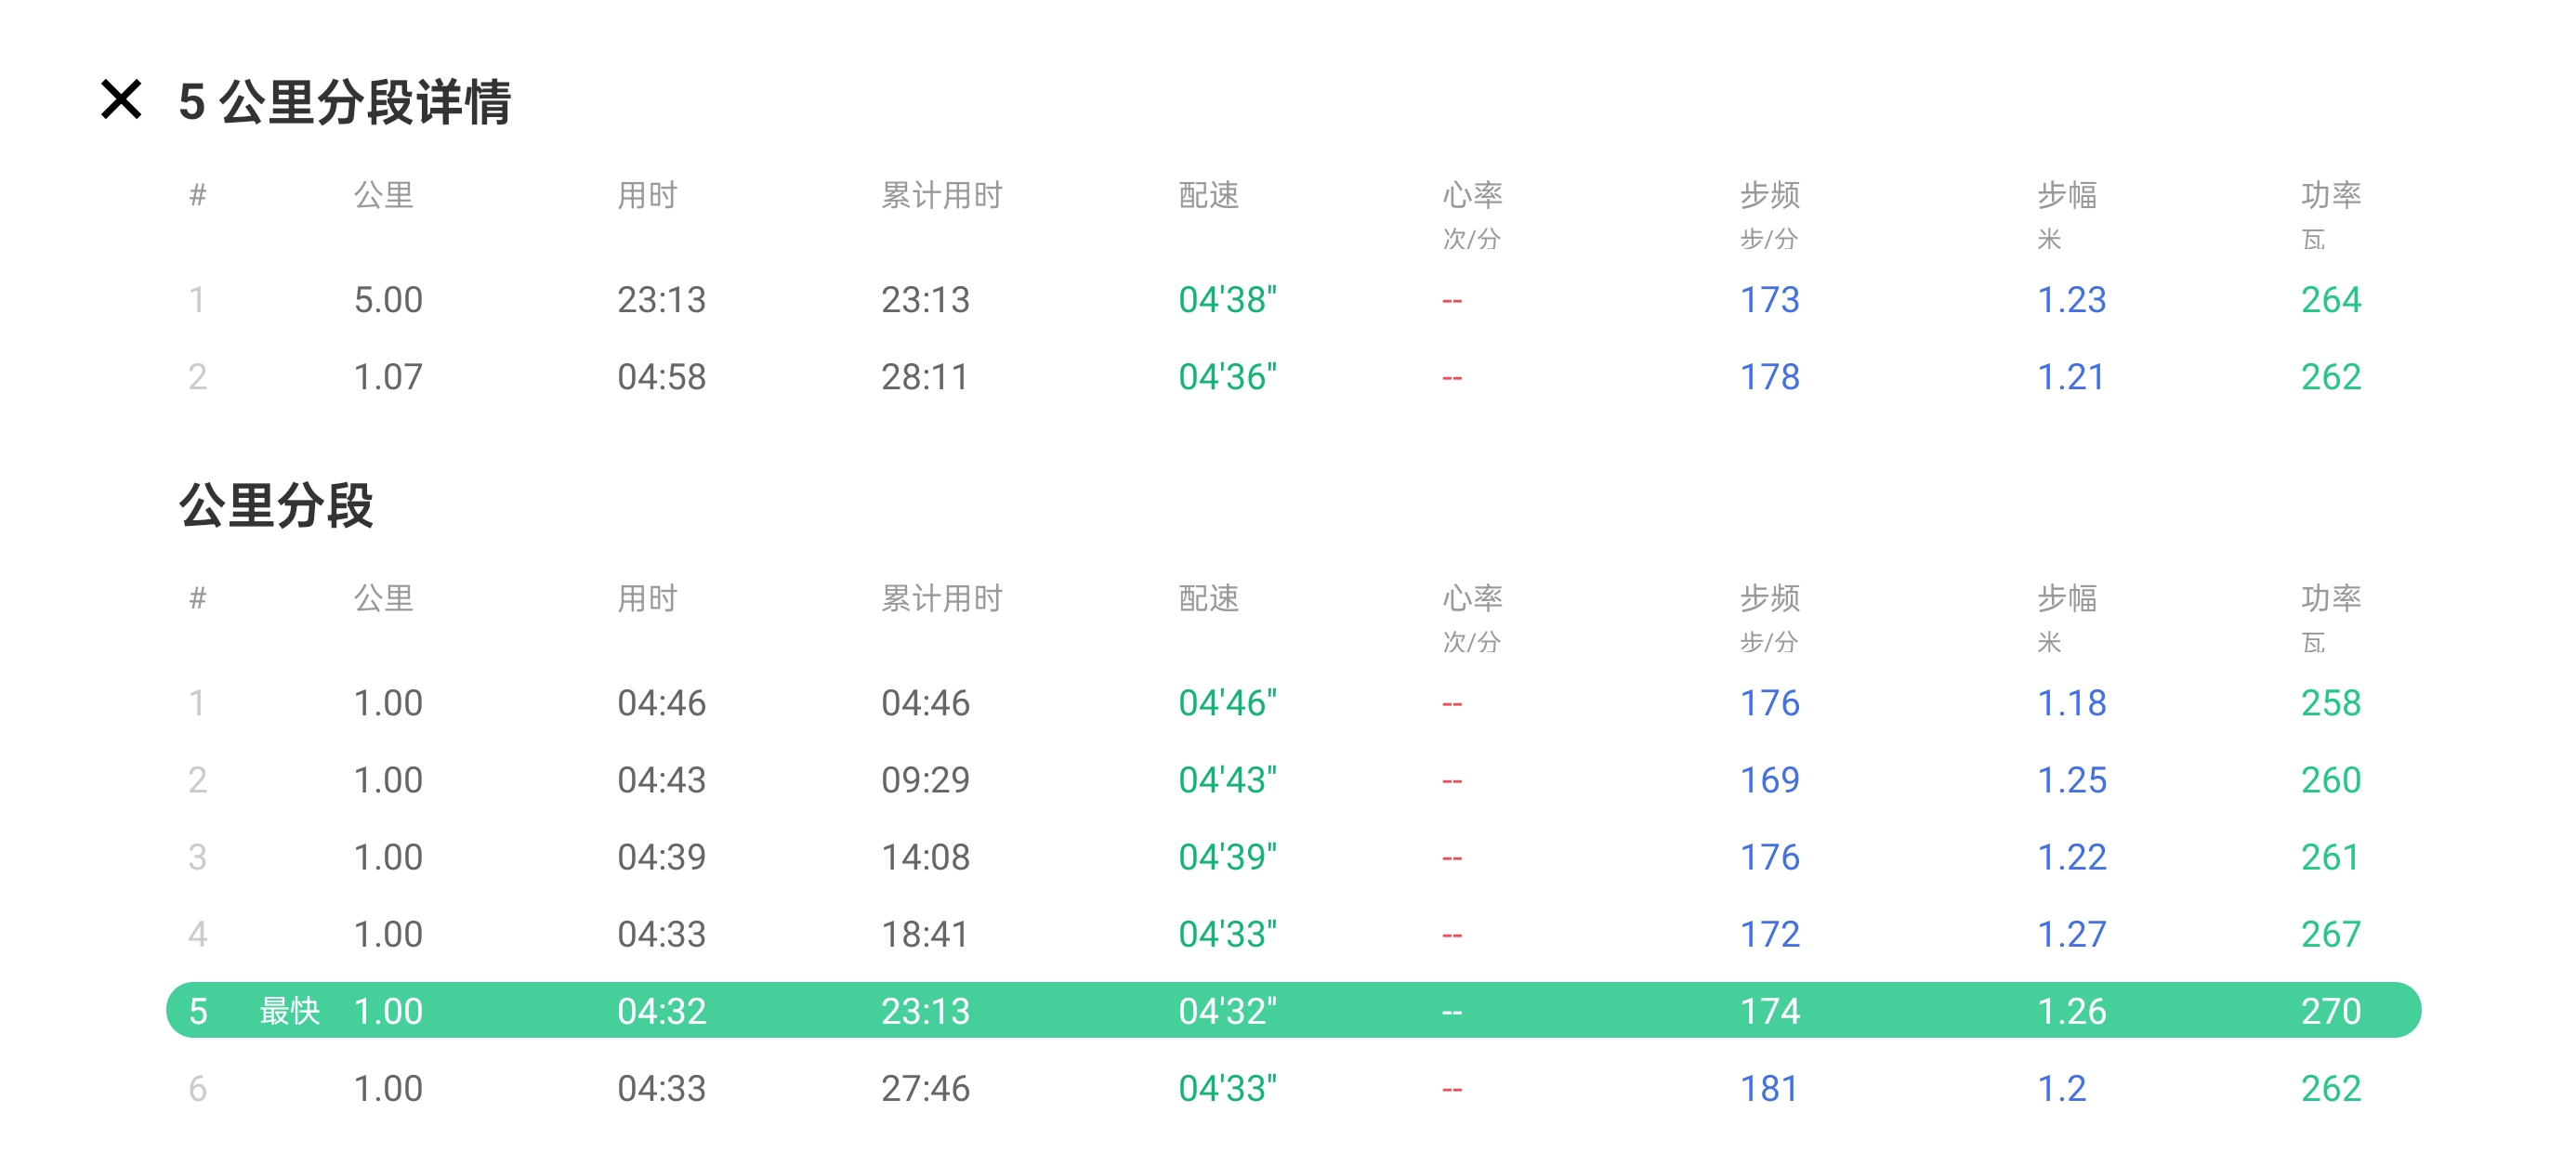 5 公里分段详情
# 公里 用时 累计用时 配速 心率 步频 步幅 功率
次/分 步/分 米 瓦
1 5.00 23:13 23:13 04'38" -- 173 1.23 264
2 1.07 04:58 28:11 04'36" -- 178 1.21 262
公里分段
# 公里 用时 累计用时 配速 心率 步频 步幅 功率
次/分 步/分 米 瓦
1 1.00 04:46 04:46 04'46" -- 176 1.18 258
2 1.00 04:43 09:29 04'43" -- 169 1.25 260
3 1.00 04:39 14:08 04'39" -- 176 1.22 261
4 1.00 04:33 18:41 04'33" -- 172 1.27 267
5 最快 1.00 04:32 23:13 04'32" -- 174 1.26 270
6 1.00 04:33 27:46 04'33" -- 181 1.2 262